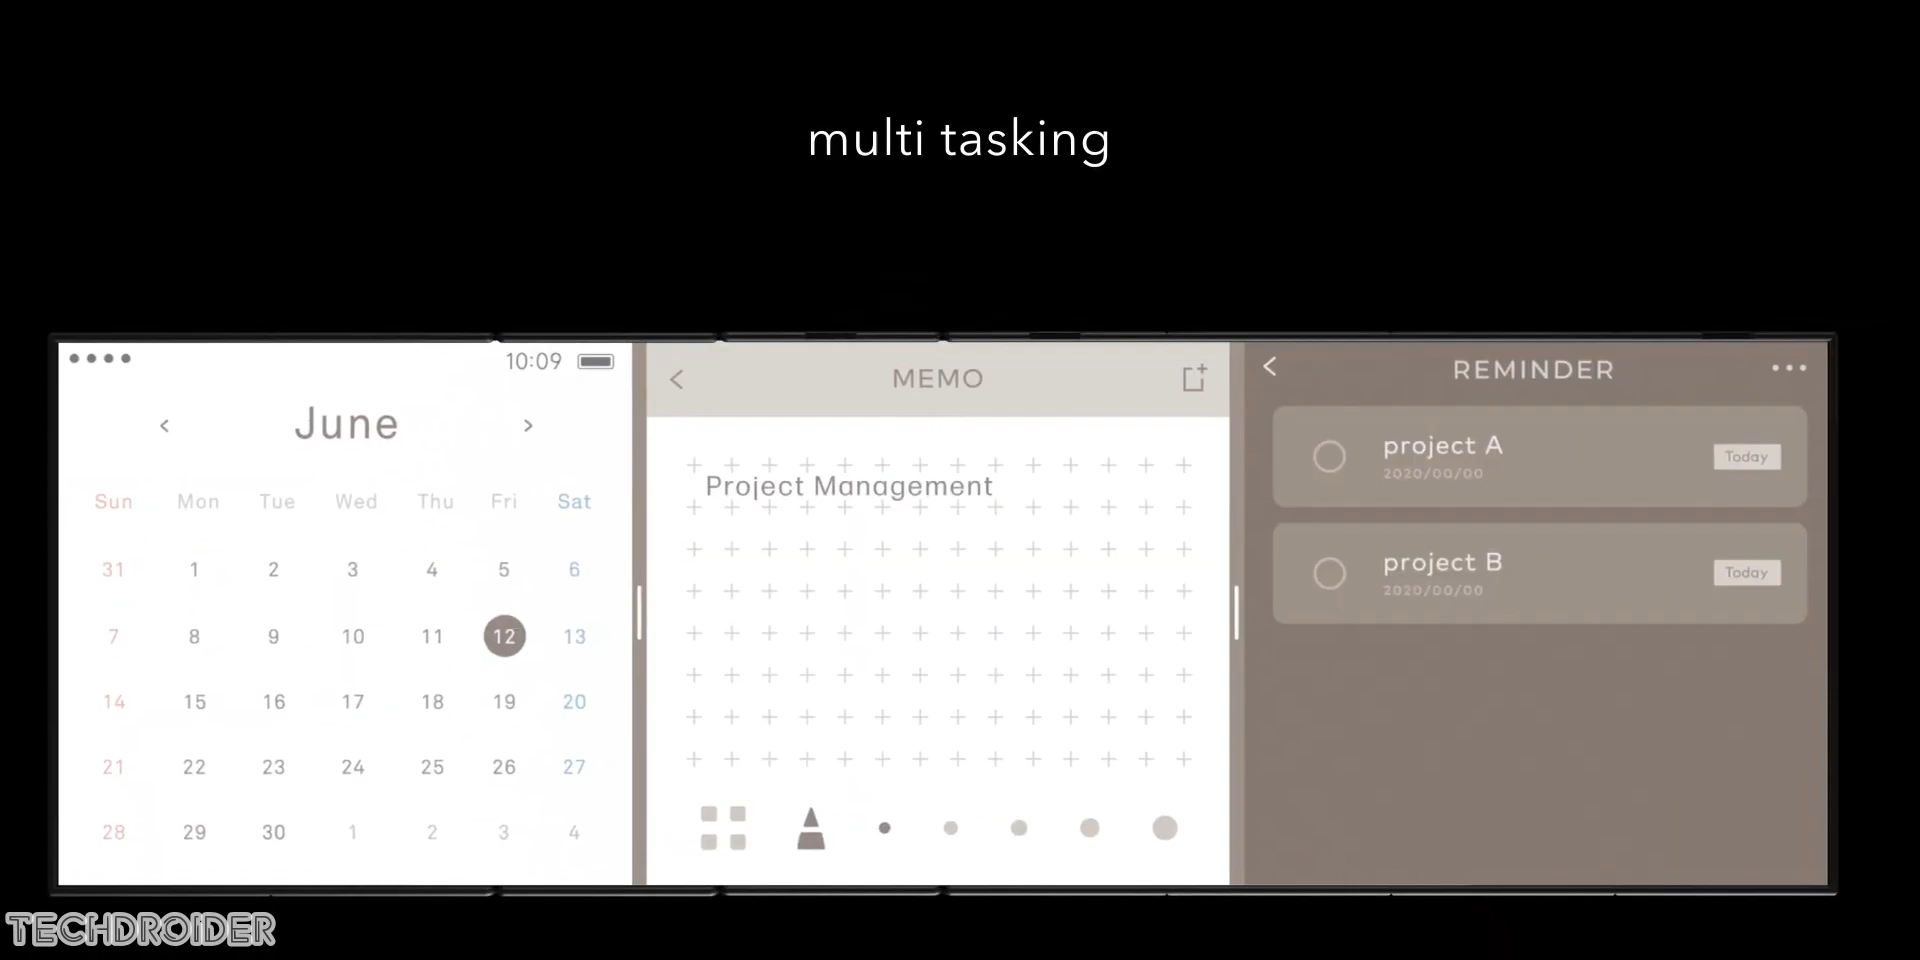 multi tasking
10:09
June
Sun Mon Tue Wed Thu Fri Sat
31 1 2 3 4 5 6
7 8 9 10 11 12 13
14 15 16 17 18 19 20
21 22 23 24 25 26 27
28 29 30 1 2 3 4
MEMO
Project Management
REMINDER
project A
2020/00/00
Today
project B
2020/00/00
Today
TECHDROIDER